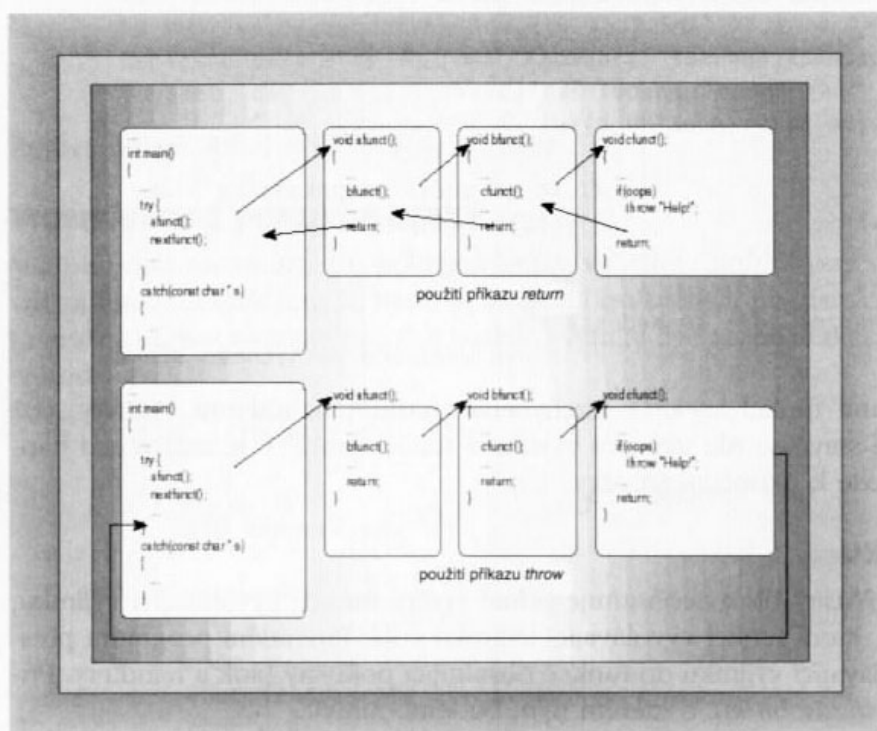 int main()
{
...
try {
afunct();
nextfunct();
...
}
catch(const char * s)
{
...
}
void afunct();
{
...
bfunct();
...
return;
}
void bfunct();
{
...
cfunct();
...
return;
}
void cfunct();
{
...
if(oops)
throw "Help!";
...
return;
}
použití příkazu return
...
int main()
{
...
try {
afunct();
nextfunct();
...
}
catch(const char * s)
{
...
}
void afunct();
{
...
bfunct();
...
return;
}
void bfunct();
{
...
cfunct();
...
return;
}
void cfunct();
{
...
if(oops)
throw "Help!";
...
return;
}
použití příkazu throw